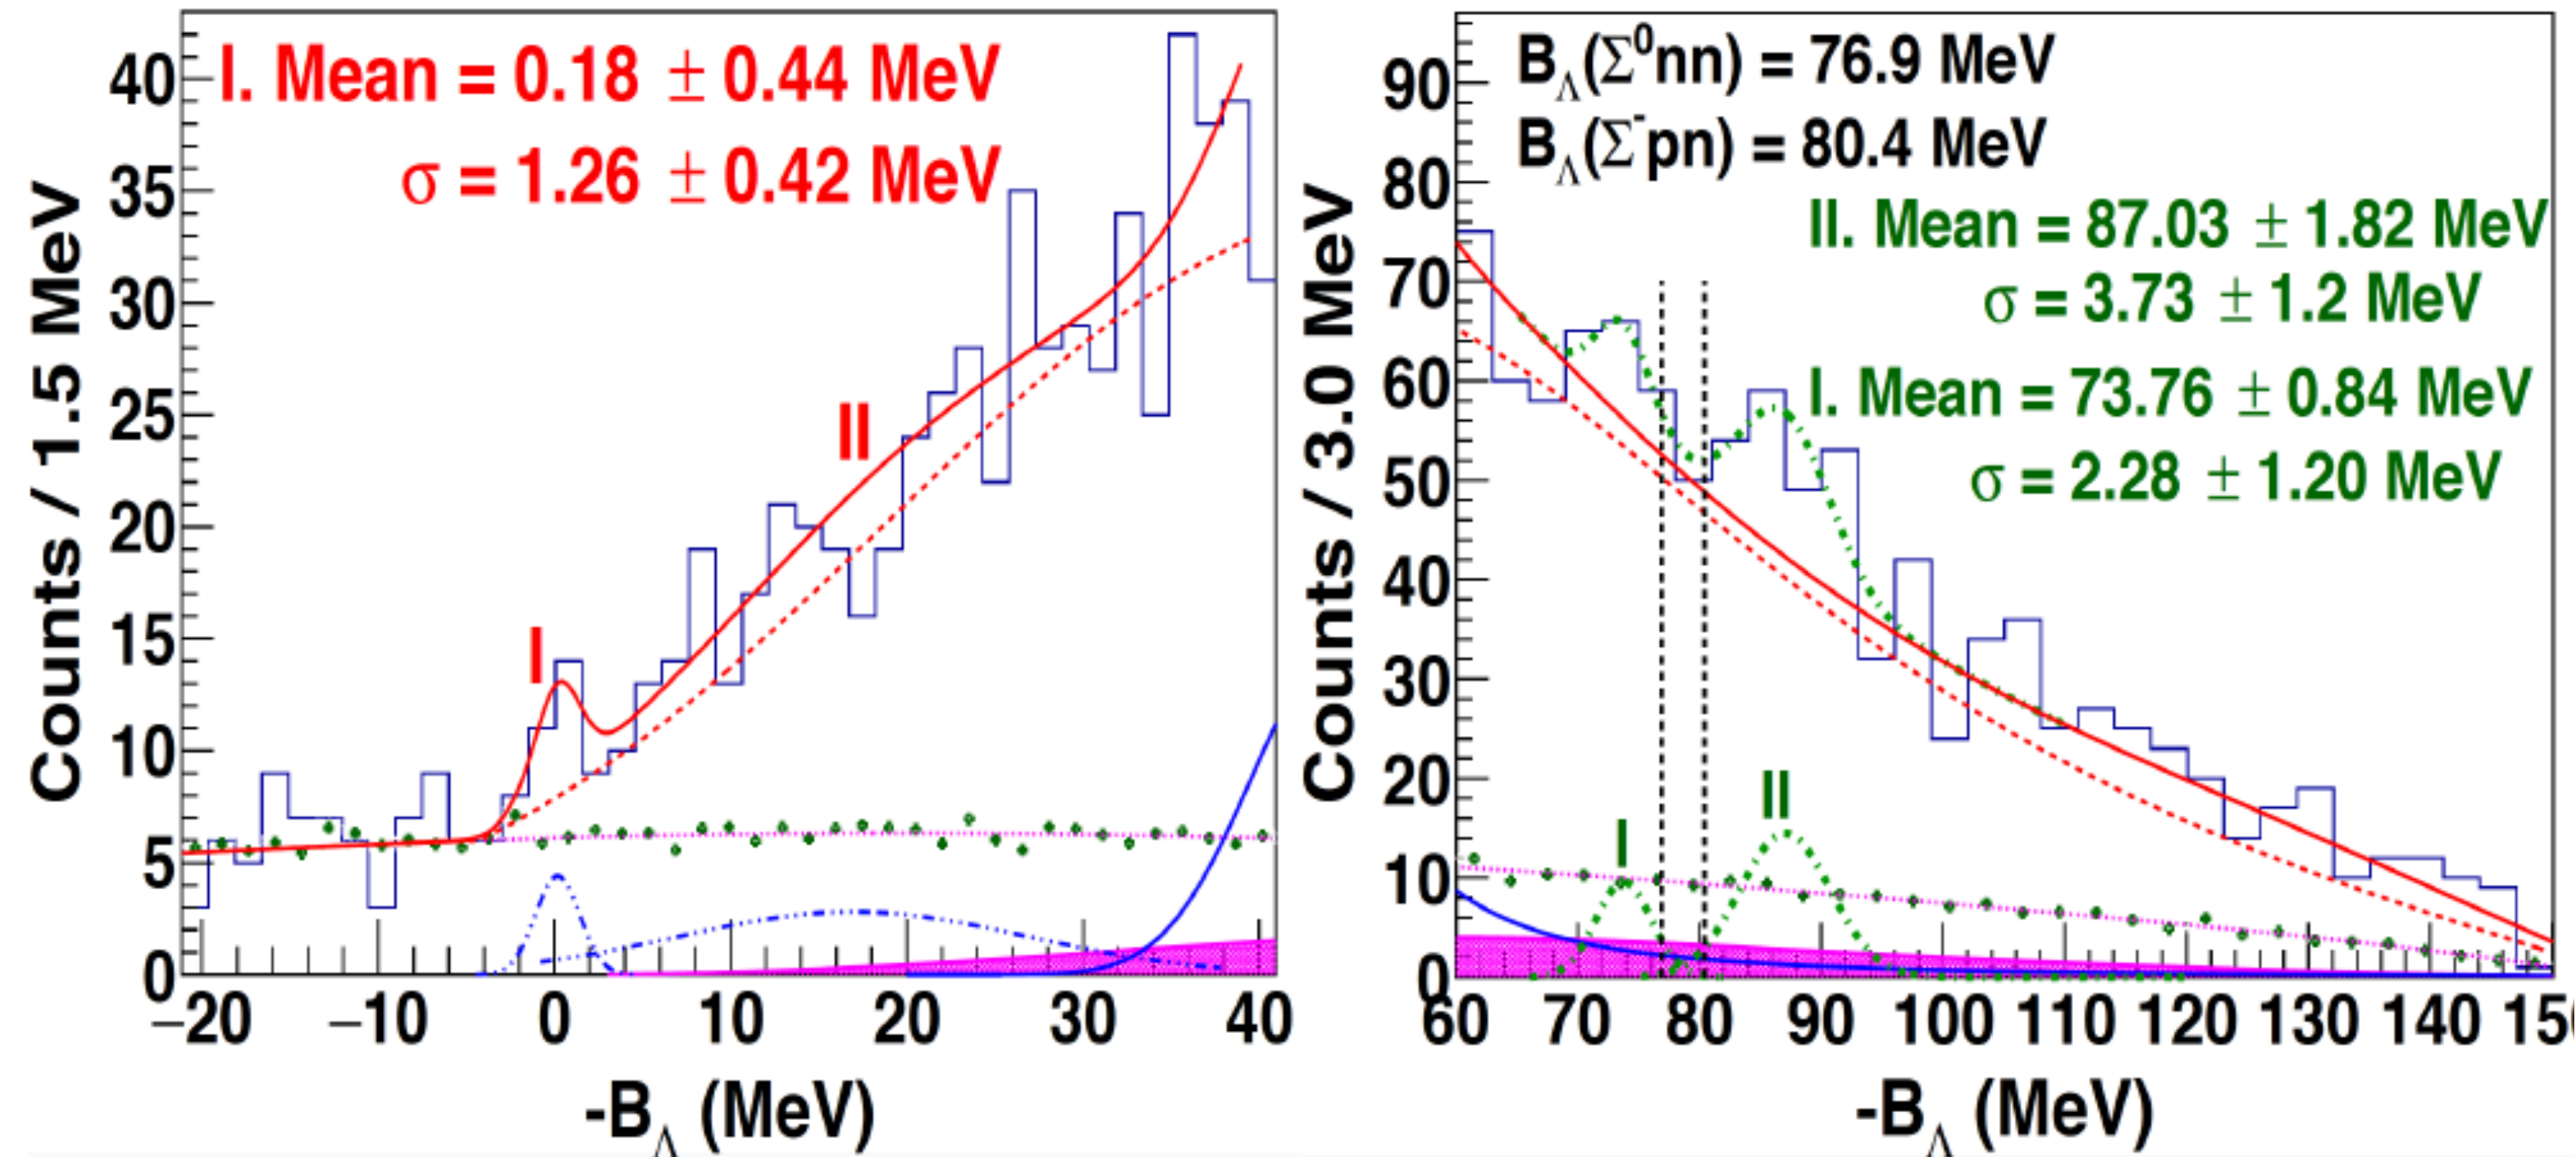 I. Mean = 0.18 ± 0.44 MeV
σ = 1.26 ± 0.42 MeV
I
II
40
35
30
25
20
15
10
5
0
−20 −10 0 10 20 30 40
Counts / 1.5 MeV
-BΛ (MeV)
BΛ(Σ⁰nn) = 76.9 MeV
BΛ(Σ⁻pn) = 80.4 MeV
II. Mean = 87.03 ± 1.82 MeV
σ = 3.73 ± 1.2 MeV
I. Mean = 73.76 ± 0.84 MeV
σ = 2.28 ± 1.20 MeV
I
II
90
80
70
60
50
40
30
20
10
0
60 70 80 90 100 110 120 130 140
Counts / 3.0 MeV
-BΛ (MeV)